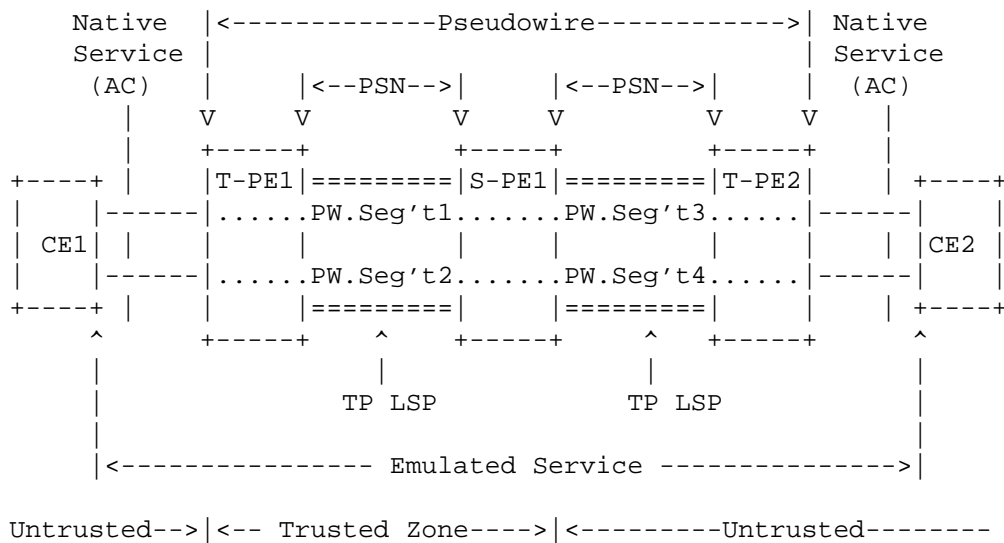 Native |<------------Pseudowire------------>| Native
Service | | Service
(AC) | |<--PSN-->| |<--PSN-->| | (AC)
| V V V V V V |
| +-----+ +-----+ +-----+ |
+----+ | |T-PE1|=========|S-PE1|=========|T-PE2| | +----+
| |------|......PW.Seg't1.......PW.Seg't3......|------| |
| CE1| | | | | | | |CE2 |
| |------|......PW.Seg't2.......PW.Seg't4......|------| |
+----+ | | |=========| |=========| | | +----+
^ +-----+ ^ +-----+ ^ +-----+ ^
| | | |
| TP LSP TP LSP |
| |
|<---------------- Emulated Service -------------->|
Untrusted-->|<-- Trusted Zone---->|<---------Untrusted--------